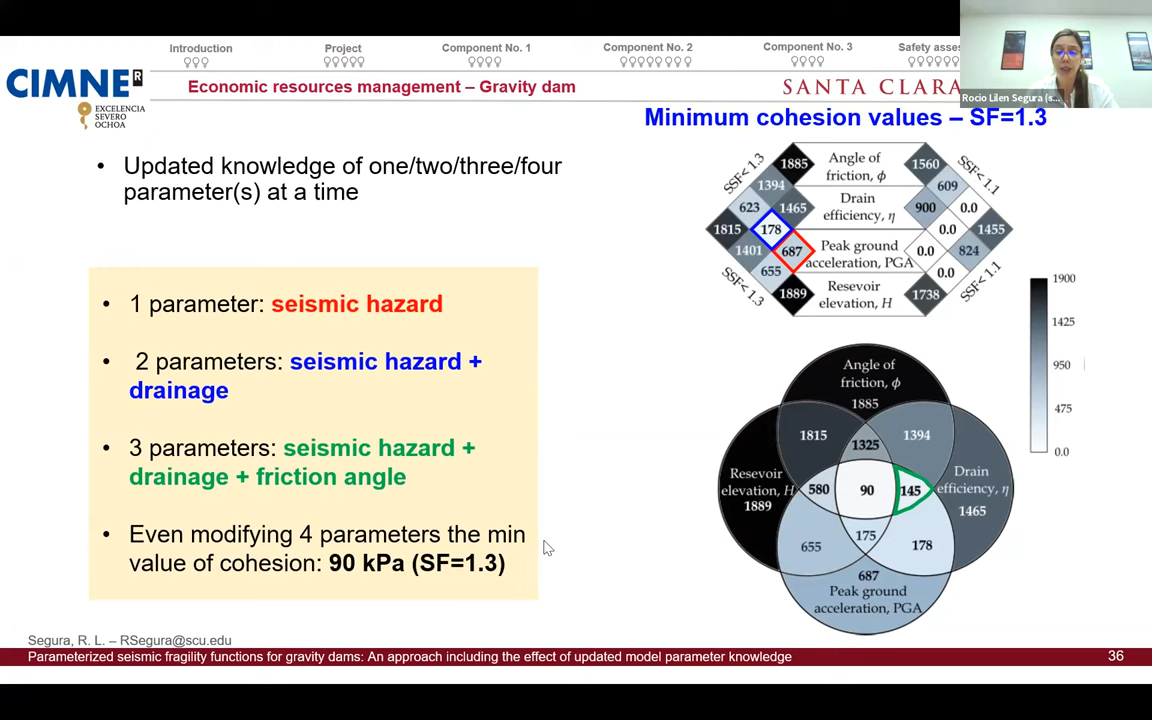 Introduction
Project
Component No. 1
Component No. 2
Component No. 3
Safety
CIMNE R
EXCELENCIA
SEVERO
OCHOA
Economic resources management – Gravity dam
SANTA CLARA
Rocio Lilen Segura (s...
Minimum cohesion values – SF=1.3
• Updated knowledge of one/two/three/four
parameter(s) at a time
• 1 parameter: seismic hazard
• 2 parameters: seismic hazard +
drainage
• 3 parameters: seismic hazard +
drainage + friction angle
• Even modifying 4 parameters the min
value of cohesion: 90 kPa (SF=1.3)
SSF< 1.3
1885
Angle of
friction, ϕ
1560
SSF< 1.1
1394
609
623
1465
Drain
efficiency, η
900
0.0
1815
178
0.0
1455
1401
687
Peak ground
acceleration, PGA
0.0
824
655
0.0
SSF< 1.3
1889
Resevoir
elevation, H
1738
SSF< 1.1
1900
1425
950
475
0.0
Angle of
friction, ϕ
1885
1815
1325
1394
Resevoir
elevation, H
1889
580
90
145
Drain
efficiency, η
1465
655
175
178
687
Peak ground
acceleration, PGA
Segura, R. L. – RSegura@scu.edu
Parameterized seismic fragility functions for gravity dams: An approach including the effect of updated model parameter knowledge
36